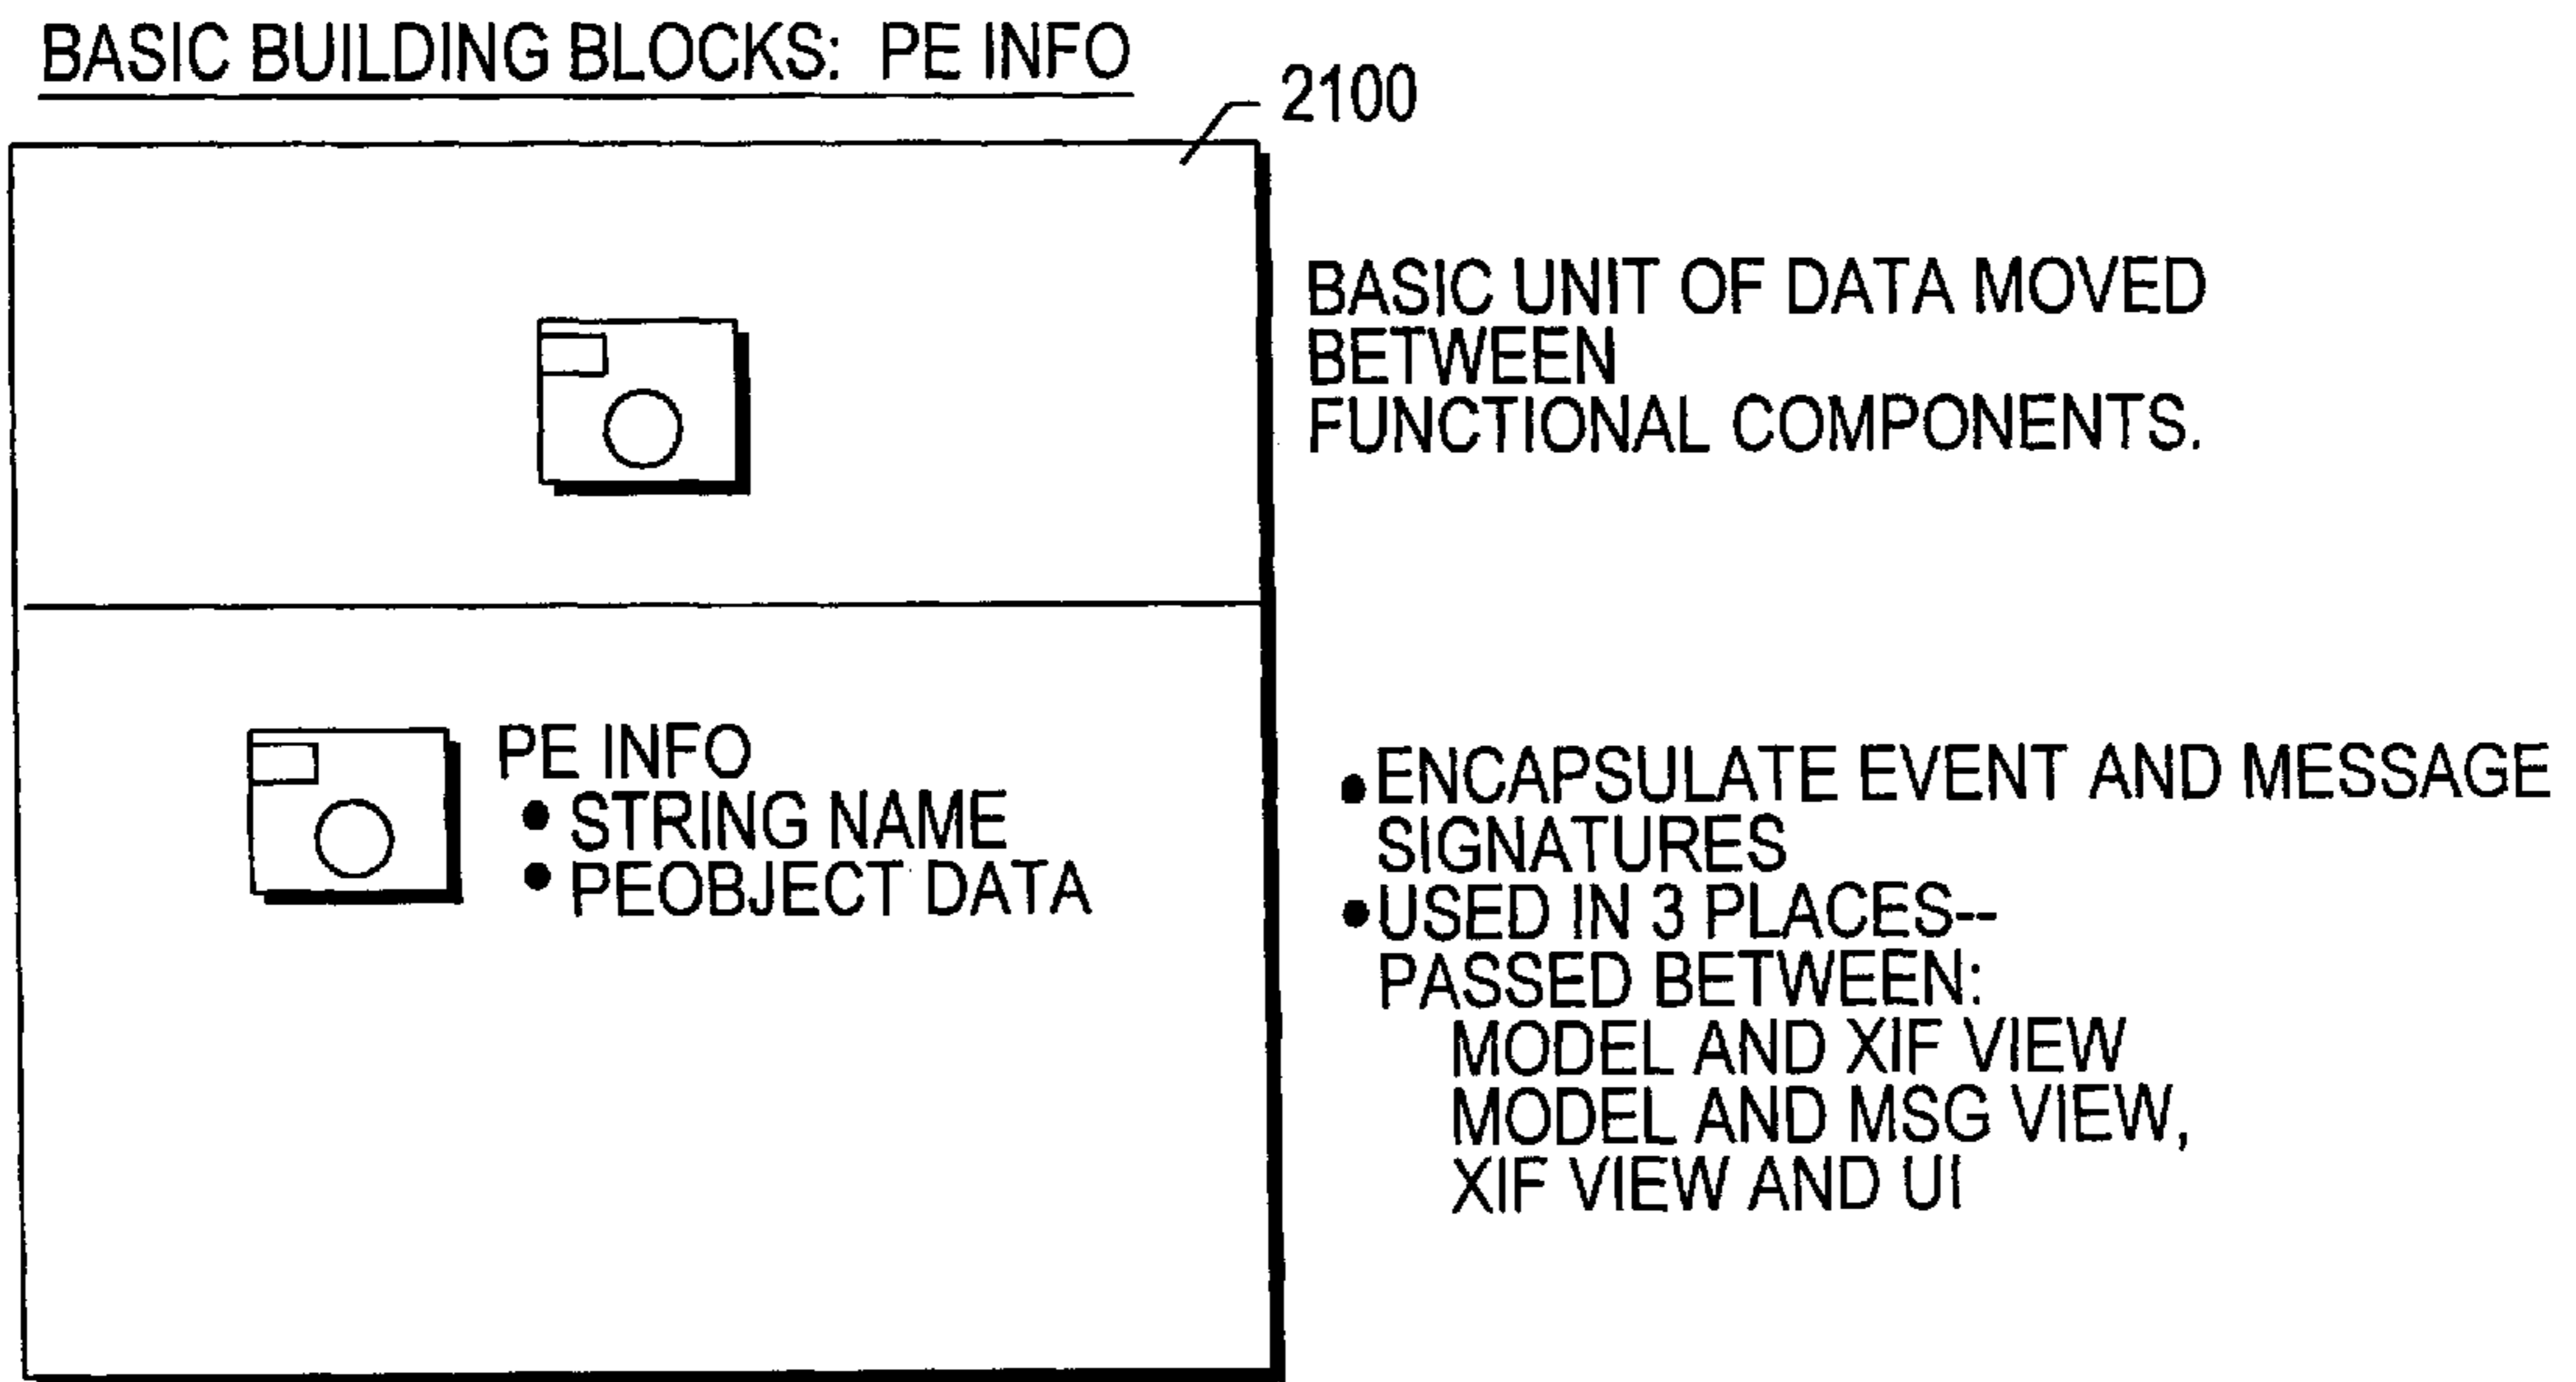 BASIC BUILDING BLOCKS: PE INFO
2100
BASIC UNIT OF DATA MOVED
BETWEEN
FUNCTIONAL COMPONENTS.
PE INFO
• STRING NAME
• PEOBJECT DATA
• ENCAPSULATE EVENT AND MESSAGE
SIGNATURES
• USED IN 3 PLACES--
PASSED BETWEEN:
MODEL AND XIF VIEW
MODEL AND MSG VIEW,
XIF VIEW AND UI